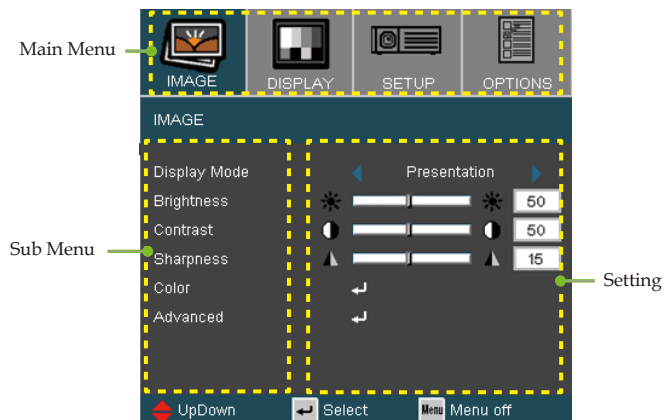 Main Menu
IMAGE DISPLAY SETUP OPTIONS
IMAGE
Display Mode Presentation
Brightness 50
Contrast 50
Sub Menu
Sharpness 15
Setting
Color
Advanced
UpDown Select Menu Menu off